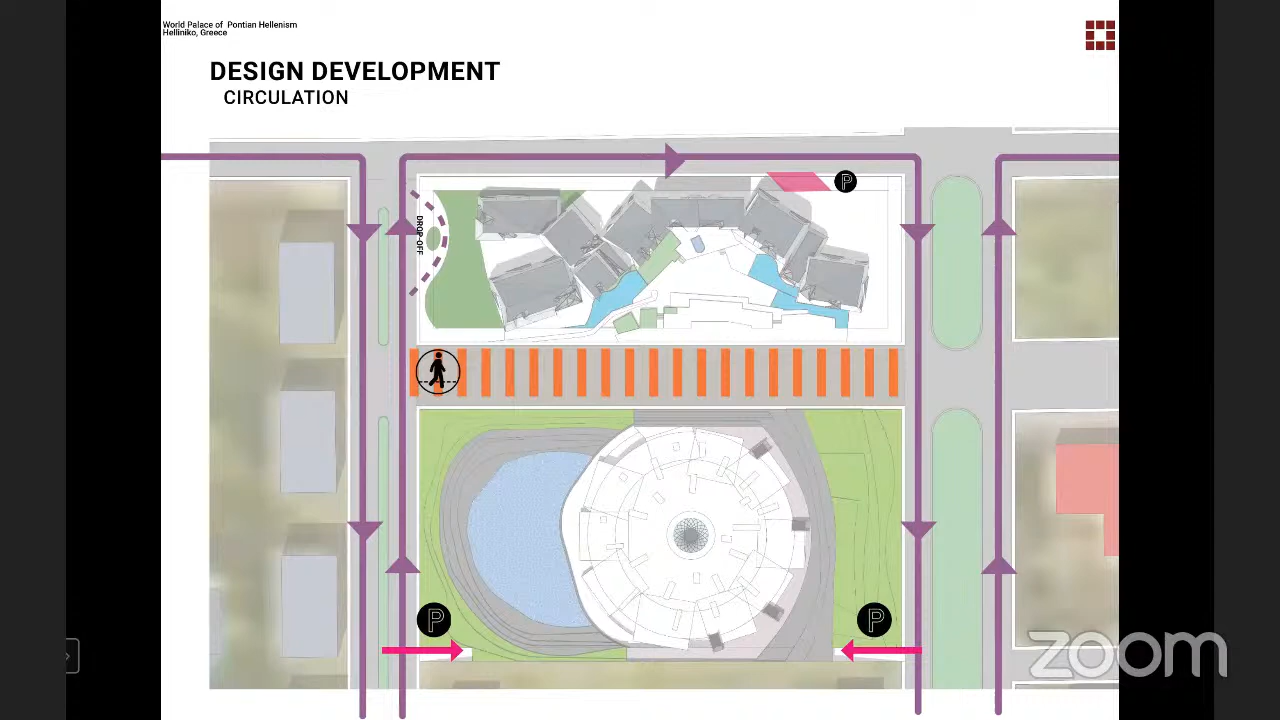 World Palace of Pontian Hellenism
Helliniko, Greece
DESIGN DEVELOPMENT
CIRCULATION
P
DROP-OFF
P
P
zoom